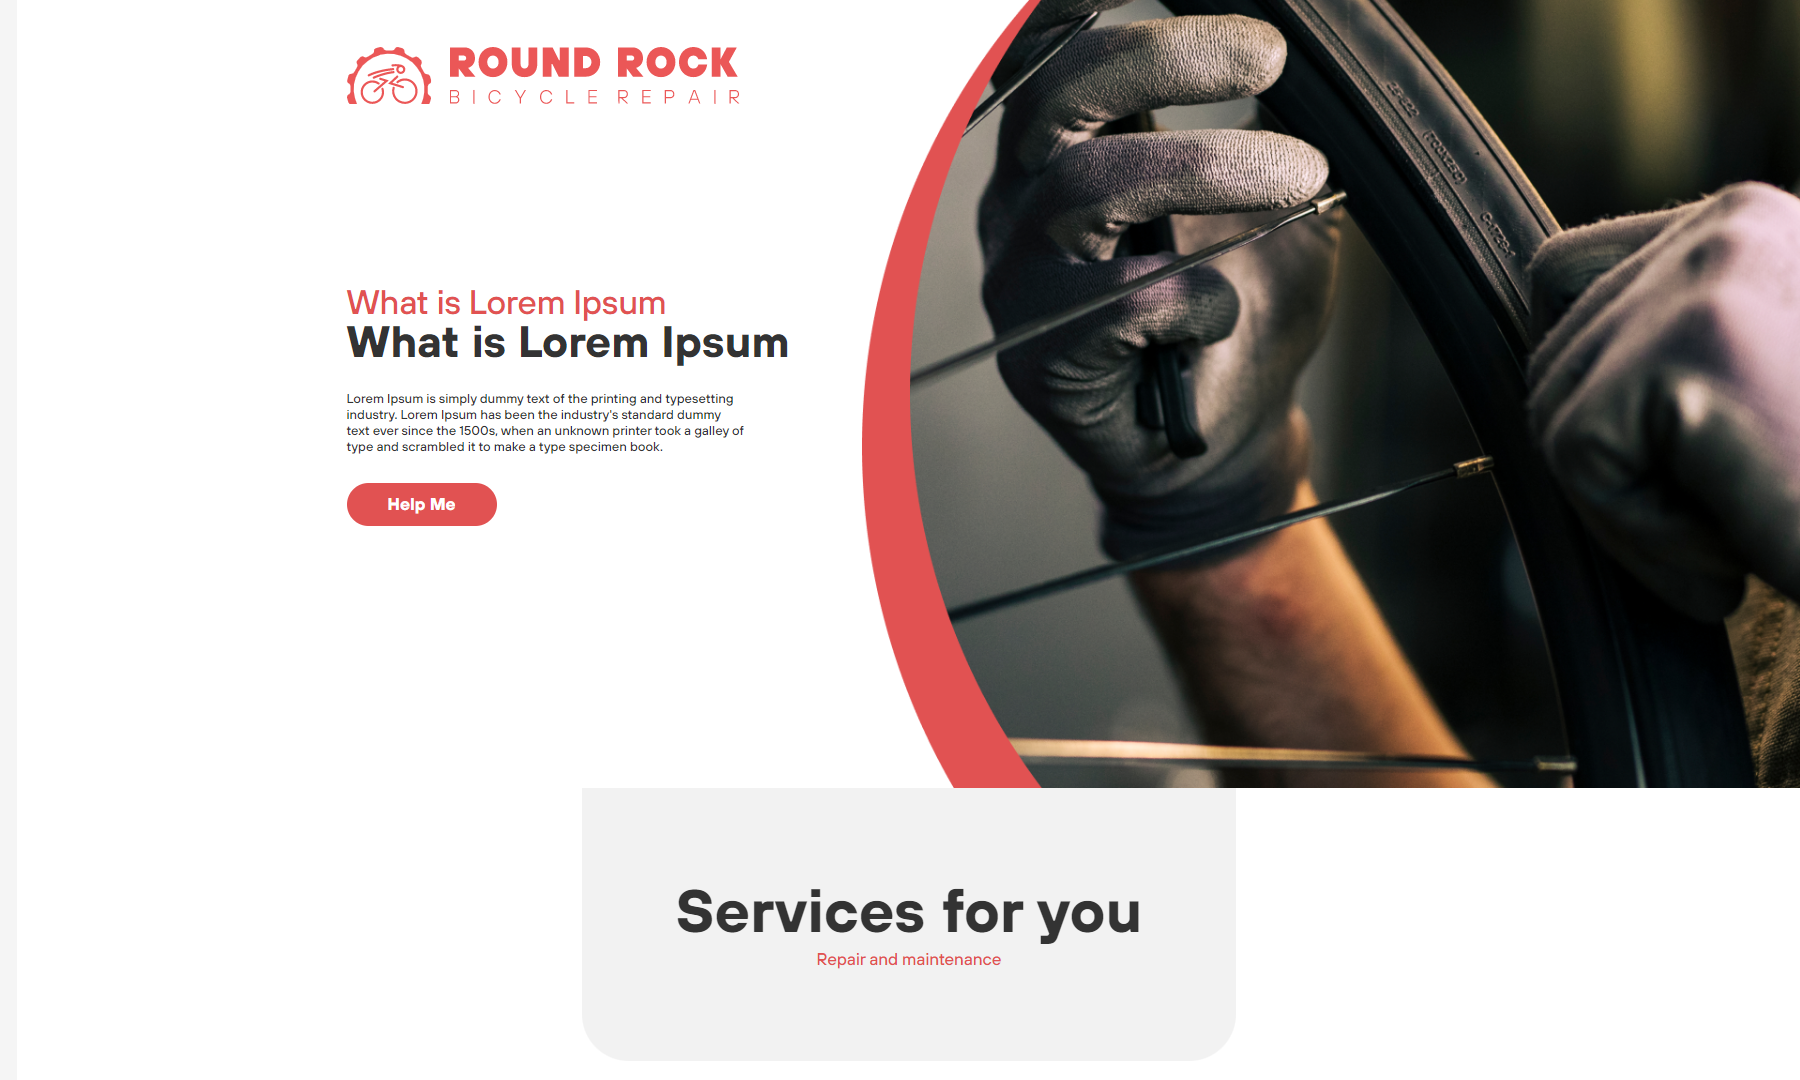 ROUND ROCK
BICYCLE REPAIR
What is Lorem Ipsum
What is Lorem Ipsum
Lorem Ipsum is simply dummy text of the printing and typesetting
industry. Lorem Ipsum has been the industry's standard dummy
text ever since the 1500s, when an unknown printer took a galley of
type and scrambled it to make a type specimen book.
Help Me
Services for you
Repair and maintenance